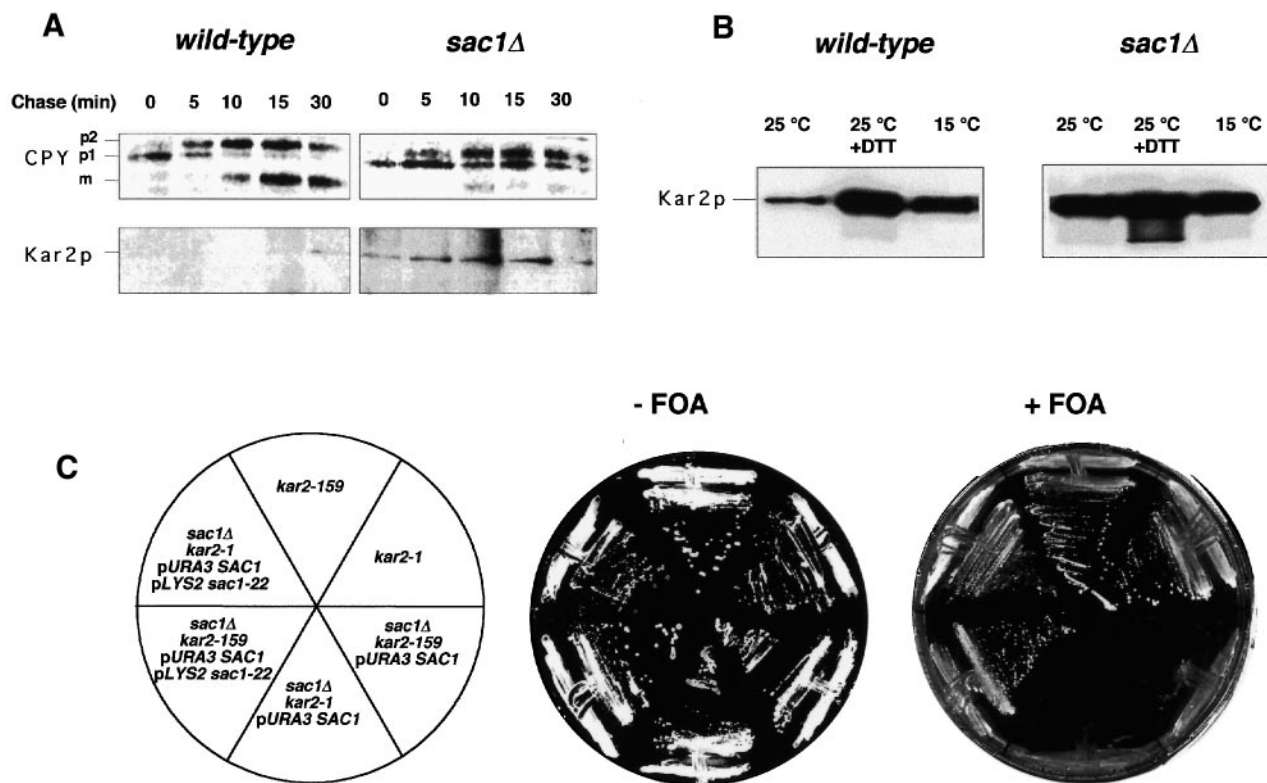 A
wild-type
sac1Δ
Chase (min)
0 5 10 15 30
0 5 10 15 30
CPY
p2
p1
m
Kar2p
B
wild-type
sac1Δ
25 °C
25 °C
+DTT
15 °C
25 °C
25 °C
+DTT
15 °C
Kar2p
C
kar2-159
kar2-1
sac1Δ
kar2-159
pURA3 SAC1
sac1Δ
kar2-1
pURA3 SAC1
sac1Δ
kar2-159
pURA3 SAC1
pLYS2 sac1-22
sac1Δ
kar2-1
pURA3 SAC1
pLYS2 sac1-22
- FOA
+ FOA